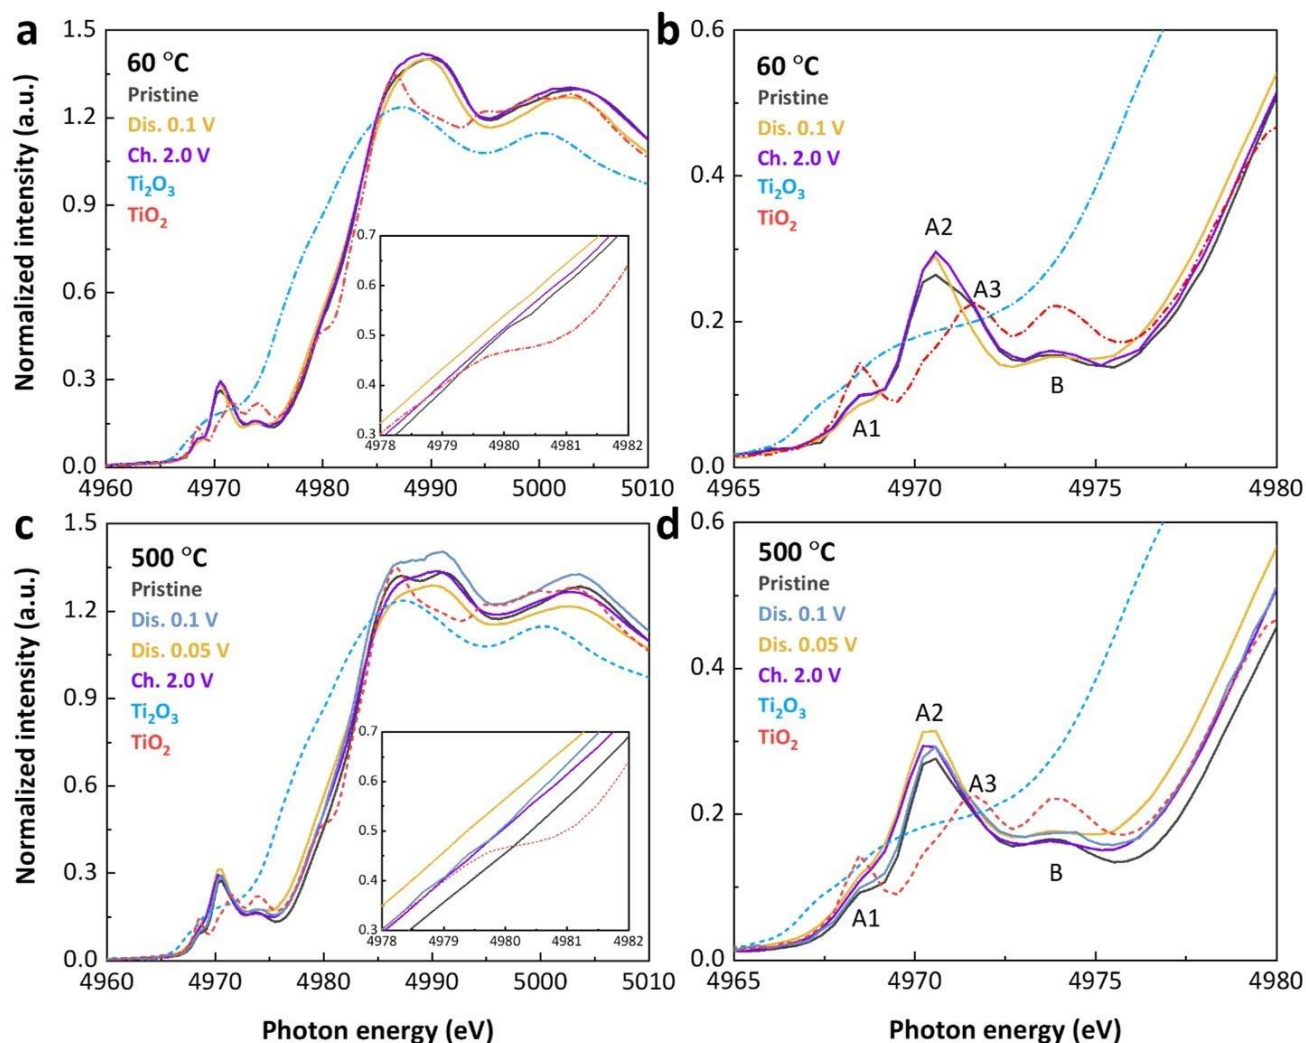 a
1.5
1.2
0.9
0.6
0.3
0.0
Normalized intensity (a.u.)
60 °C
Pristine
Dis. 0.1 V
Ch. 2.0 V
Ti₂O₃
TiO₂
0.7
0.6
0.5
0.4
0.3
4978 4979 4980 4981 4982
4960 4970 4980 4990 5000 5010
b
0.6
0.4
0.2
0.0
Normalized intensity (a.u.)
60 °C
Pristine
Dis. 0.1 V
Ch. 2.0 V
Ti₂O₃
TiO₂
A2
A3
A1
B
4965 4970 4975 4980
c
1.5
1.2
0.9
0.6
0.3
0.0
Normalized intensity (a.u.)
500 °C
Pristine
Dis. 0.1 V
Dis. 0.05 V
Ch. 2.0 V
Ti₂O₃
TiO₂
0.7
0.6
0.5
0.4
0.3
4978 4979 4980 4981 4982
4960 4970 4980 4990 5000 5010
Photon energy (eV)
d
0.6
0.4
0.2
0.0
Normalized intensity (a.u.)
500 °C
Pristine
Dis. 0.1 V
Dis. 0.05 V
Ch. 2.0 V
Ti₂O₃
TiO₂
A2
A3
A1
B
4965 4970 4975 4980
Photon energy (eV)